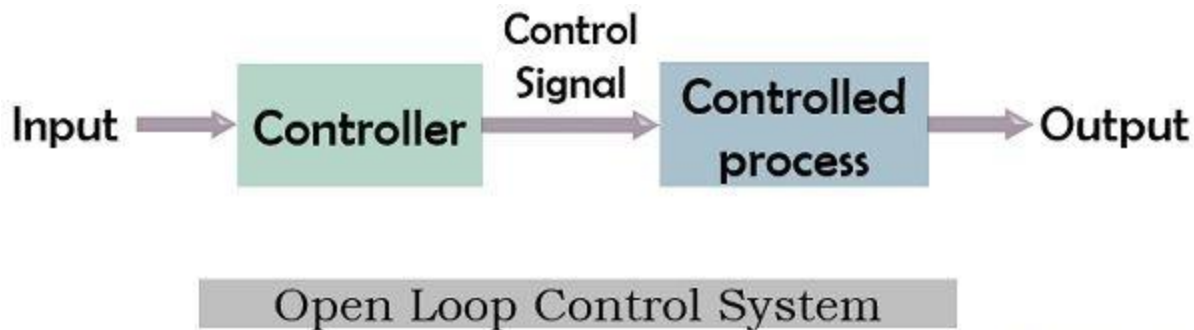 Control
Signal
Input
Controller
Controlled
process
Output
Open Loop Control System